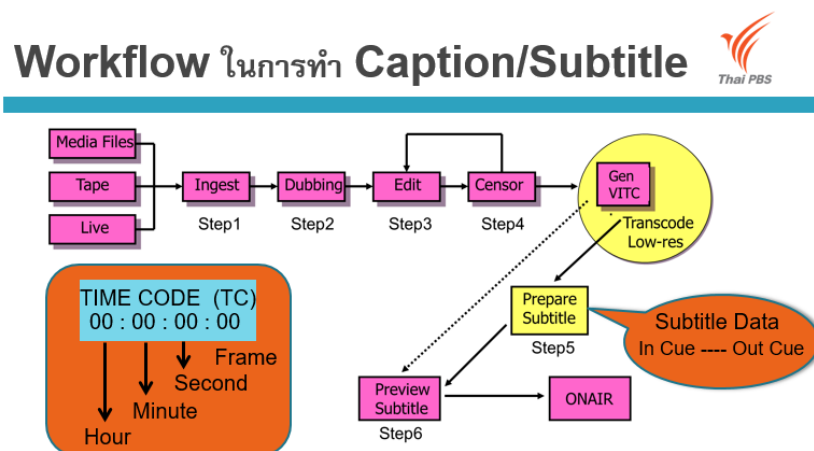 Workflow ในการทำ Caption/Subtitle
Thai PBS
Media Files
Tape
Live
Ingest
Step1
Dubbing
Step2
Edit
Step3
Censor
Step4
Gen
VITC
Transcode
Low-res
TIME CODE (TC)
00 : 00 : 00 : 00
Frame
Second
Minute
Hour
Prepare
Subtitle
Step5
Subtitle Data
In Cue ---- Out Cue
Preview
Subtitle
Step6
ONAIR